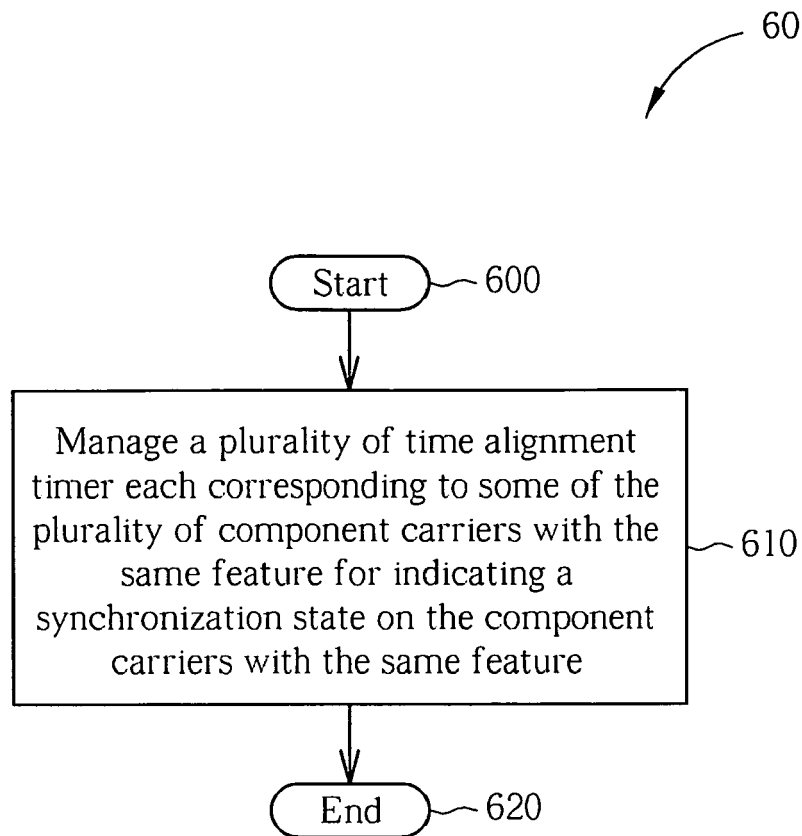 60
Start
600
Manage a plurality of time alignment
timer each corresponding to some of the
plurality of component carriers with the
same feature for indicating a
synchronization state on the component
carriers with the same feature
610
End
620